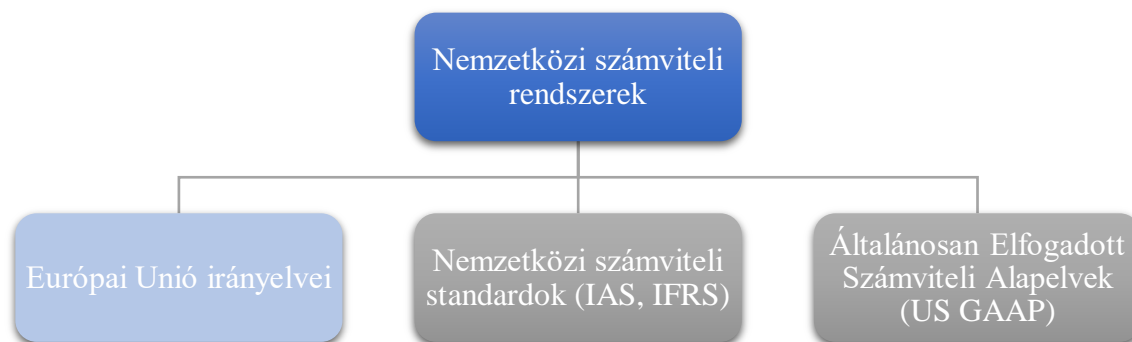 Nemzetközi számviteli
rendszerek
Európai Unió irányelvei
Nemzetközi számviteli
standardok (IAS, IFRS)
Általánosan Elfogadott
Számviteli Alapelvek
(US GAAP)